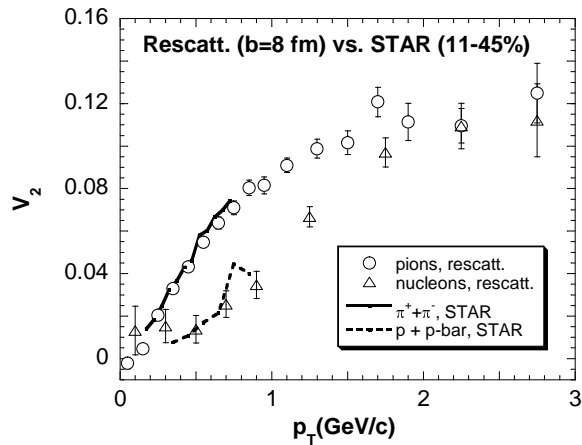 Rescatt. (b=8 fm) vs. STAR (11-45%)
0.16
0.12
0.08
0.04
0
V₂
pions, rescatt.
nucleons, rescatt.
π⁺+π⁻, STAR
p + p-bar, STAR
0 1 2 3
p_T(GeV/c)